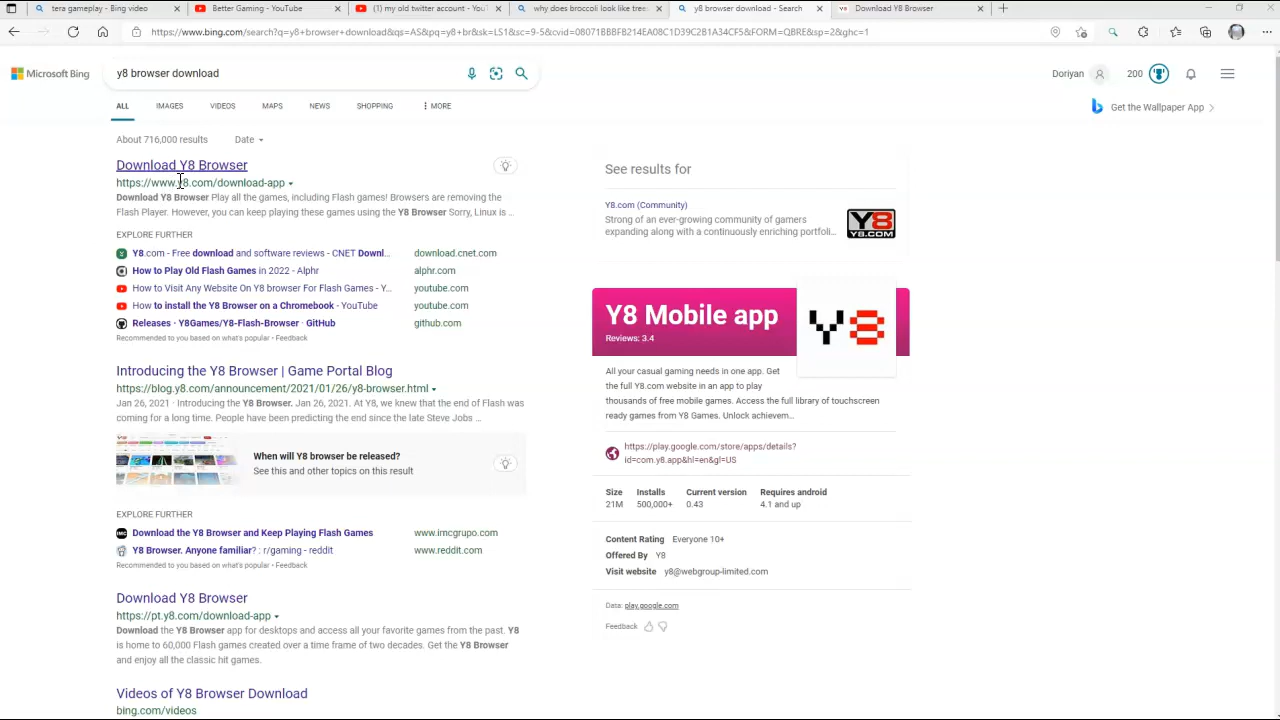 tera gameplay - Bing video
Better Gaming - YouTube
(1) my old twitter account - YouT
why does broccoli look like trees
y8 browser download - Search
Download Y8 Browser
https://www.bing.com/search?q=y8+browser+download&qs=AS&pq=y8+br&sk=LS1&sc=9-5&cvid=08071BBBFB214EA08C1D39C2B1A34CF5&FORM=QBRE&sp=2&ghc=1
Microsoft Bing
y8 browser download
Doriyan
200
ALL
IMAGES
VIDEOS
MAPS
NEWS
SHOPPING
MORE
Get the Wallpaper App
About 716,000 results
Date
Download Y8 Browser
https://www.y8.com/download-app
Download Y8 Browser Play all the games, including Flash games! Browsers are removing the
Flash Player. However, you can keep playing these games using the Y8 Browser Sorry, Linux is ...
EXPLORE FURTHER
Y8.com - Free download and software reviews - CNET Downl...
download.cnet.com
How to Play Old Flash Games in 2022 - Alphr
alphr.com
How to Visit Any Website On Y8 browser For Flash Games - Y...
youtube.com
How to install the Y8 Browser on a Chromebook - YouTube
youtube.com
Releases · Y8Games/Y8-Flash-Browser · GitHub
github.com
Recommended to you based on what's popular • Feedback
Introducing the Y8 Browser | Game Portal Blog
https://blog.y8.com/announcement/2021/01/26/y8-browser.html
Jan 26, 2021 · Introducing the Y8 Browser. Jan 26, 2021. At Y8, we knew that the end of Flash was
coming for a long time. People have been predicting the end since the late Steve Jobs ...
When will Y8 browser be released?
See this and other topics on this result
EXPLORE FURTHER
Download the Y8 Browser and Keep Playing Flash Games
www.imcgrupo.com
Y8 Browser. Anyone familiar? : r/gaming - reddit
www.reddit.com
Recommended to you based on what's popular • Feedback
Download Y8 Browser
https://pt.y8.com/download-app
Download the Y8 Browser app for desktops and access all your favorite games from the past. Y8
is home to 60,000 Flash games created over a time frame of two decades. Get the Y8 Browser
and enjoy all the classic hit games.
Videos of Y8 Browser Download
bing.com/videos
See results for
Y8.com (Community)
Strong of an ever-growing community of gamers
expanding along with a continuously enriching portfoli...
Y8
Y8.COM
Y8 Mobile app
Reviews: 3.4
Y8
All your casual gaming needs in one app. Get
the full Y8.com website in an app to play
thousands of free mobile games. Access the full library of touchscreen
ready games from Y8 Games. Unlock achievem...
https://play.google.com/store/apps/details?
id=com.y8.app&hl=en&gl=US
Size
Installs
Current version
Requires android
21M
500,000+
0.43
4.1 and up
Content Rating Everyone 10+
Offered By Y8
Visit website y8@webgroup-limited.com
Data: play.google.com
Feedback